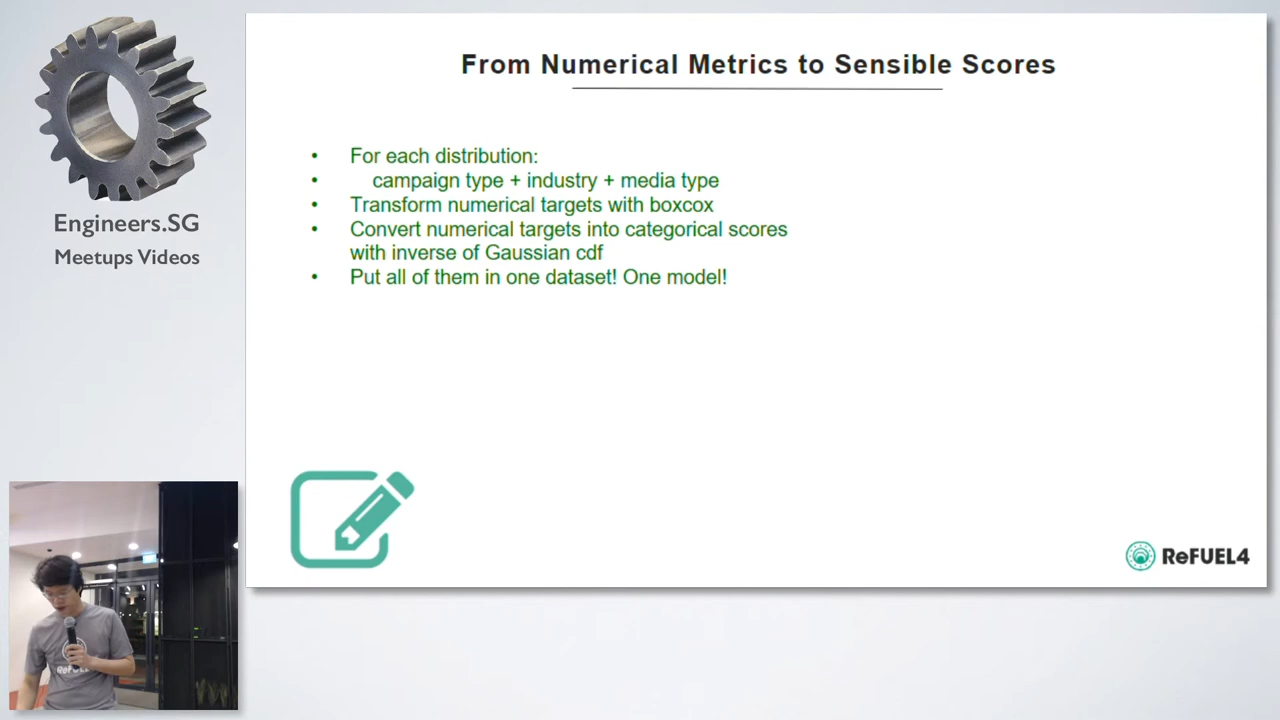 Engineers.SG
Meetups Videos
From Numerical Metrics to Sensible Scores
• For each distribution:
• campaign type + industry + media type
• Transform numerical targets with boxcox
• Convert numerical targets into categorical scores
with inverse of Gaussian cdf
• Put all of them in one dataset! One model!
ReFUEL4
ReFUEL4